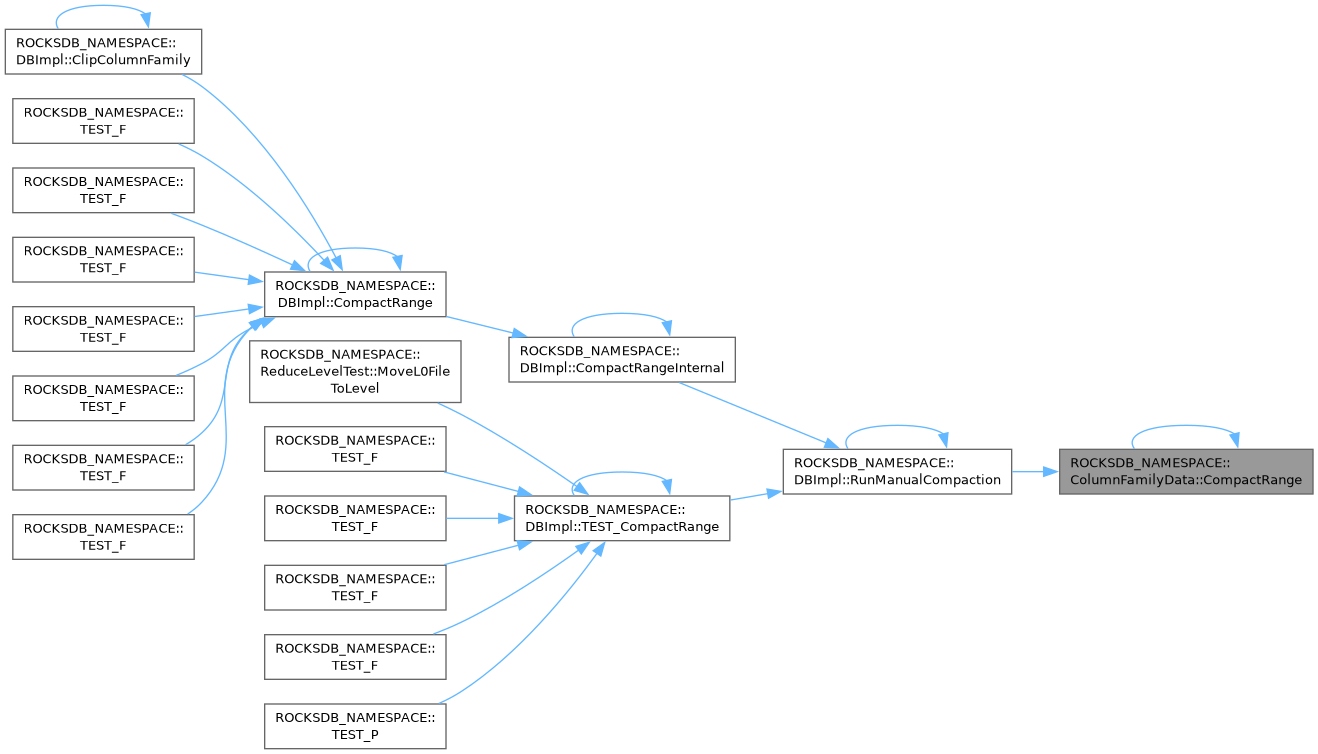 ROCKSDB_NAMESPACE::
DBImpl::ClipColumnFamily
ROCKSDB_NAMESPACE::
TEST_F
ROCKSDB_NAMESPACE::
TEST_F
ROCKSDB_NAMESPACE::
TEST_F
ROCKSDB_NAMESPACE::
TEST_F
ROCKSDB_NAMESPACE::
TEST_F
ROCKSDB_NAMESPACE::
TEST_F
ROCKSDB_NAMESPACE::
TEST_F
ROCKSDB_NAMESPACE::
DBImpl::CompactRange
ROCKSDB_NAMESPACE::
ReduceLevelTest::MoveL0File
ToLevel
ROCKSDB_NAMESPACE::
TEST_F
ROCKSDB_NAMESPACE::
TEST_F
ROCKSDB_NAMESPACE::
TEST_F
ROCKSDB_NAMESPACE::
TEST_F
ROCKSDB_NAMESPACE::
TEST_P
ROCKSDB_NAMESPACE::
DBImpl::CompactRangeInternal
ROCKSDB_NAMESPACE::
DBImpl::TEST_CompactRange
ROCKSDB_NAMESPACE::
DBImpl::RunManualCompaction
ROCKSDB_NAMESPACE::
ColumnFamilyData::CompactRange